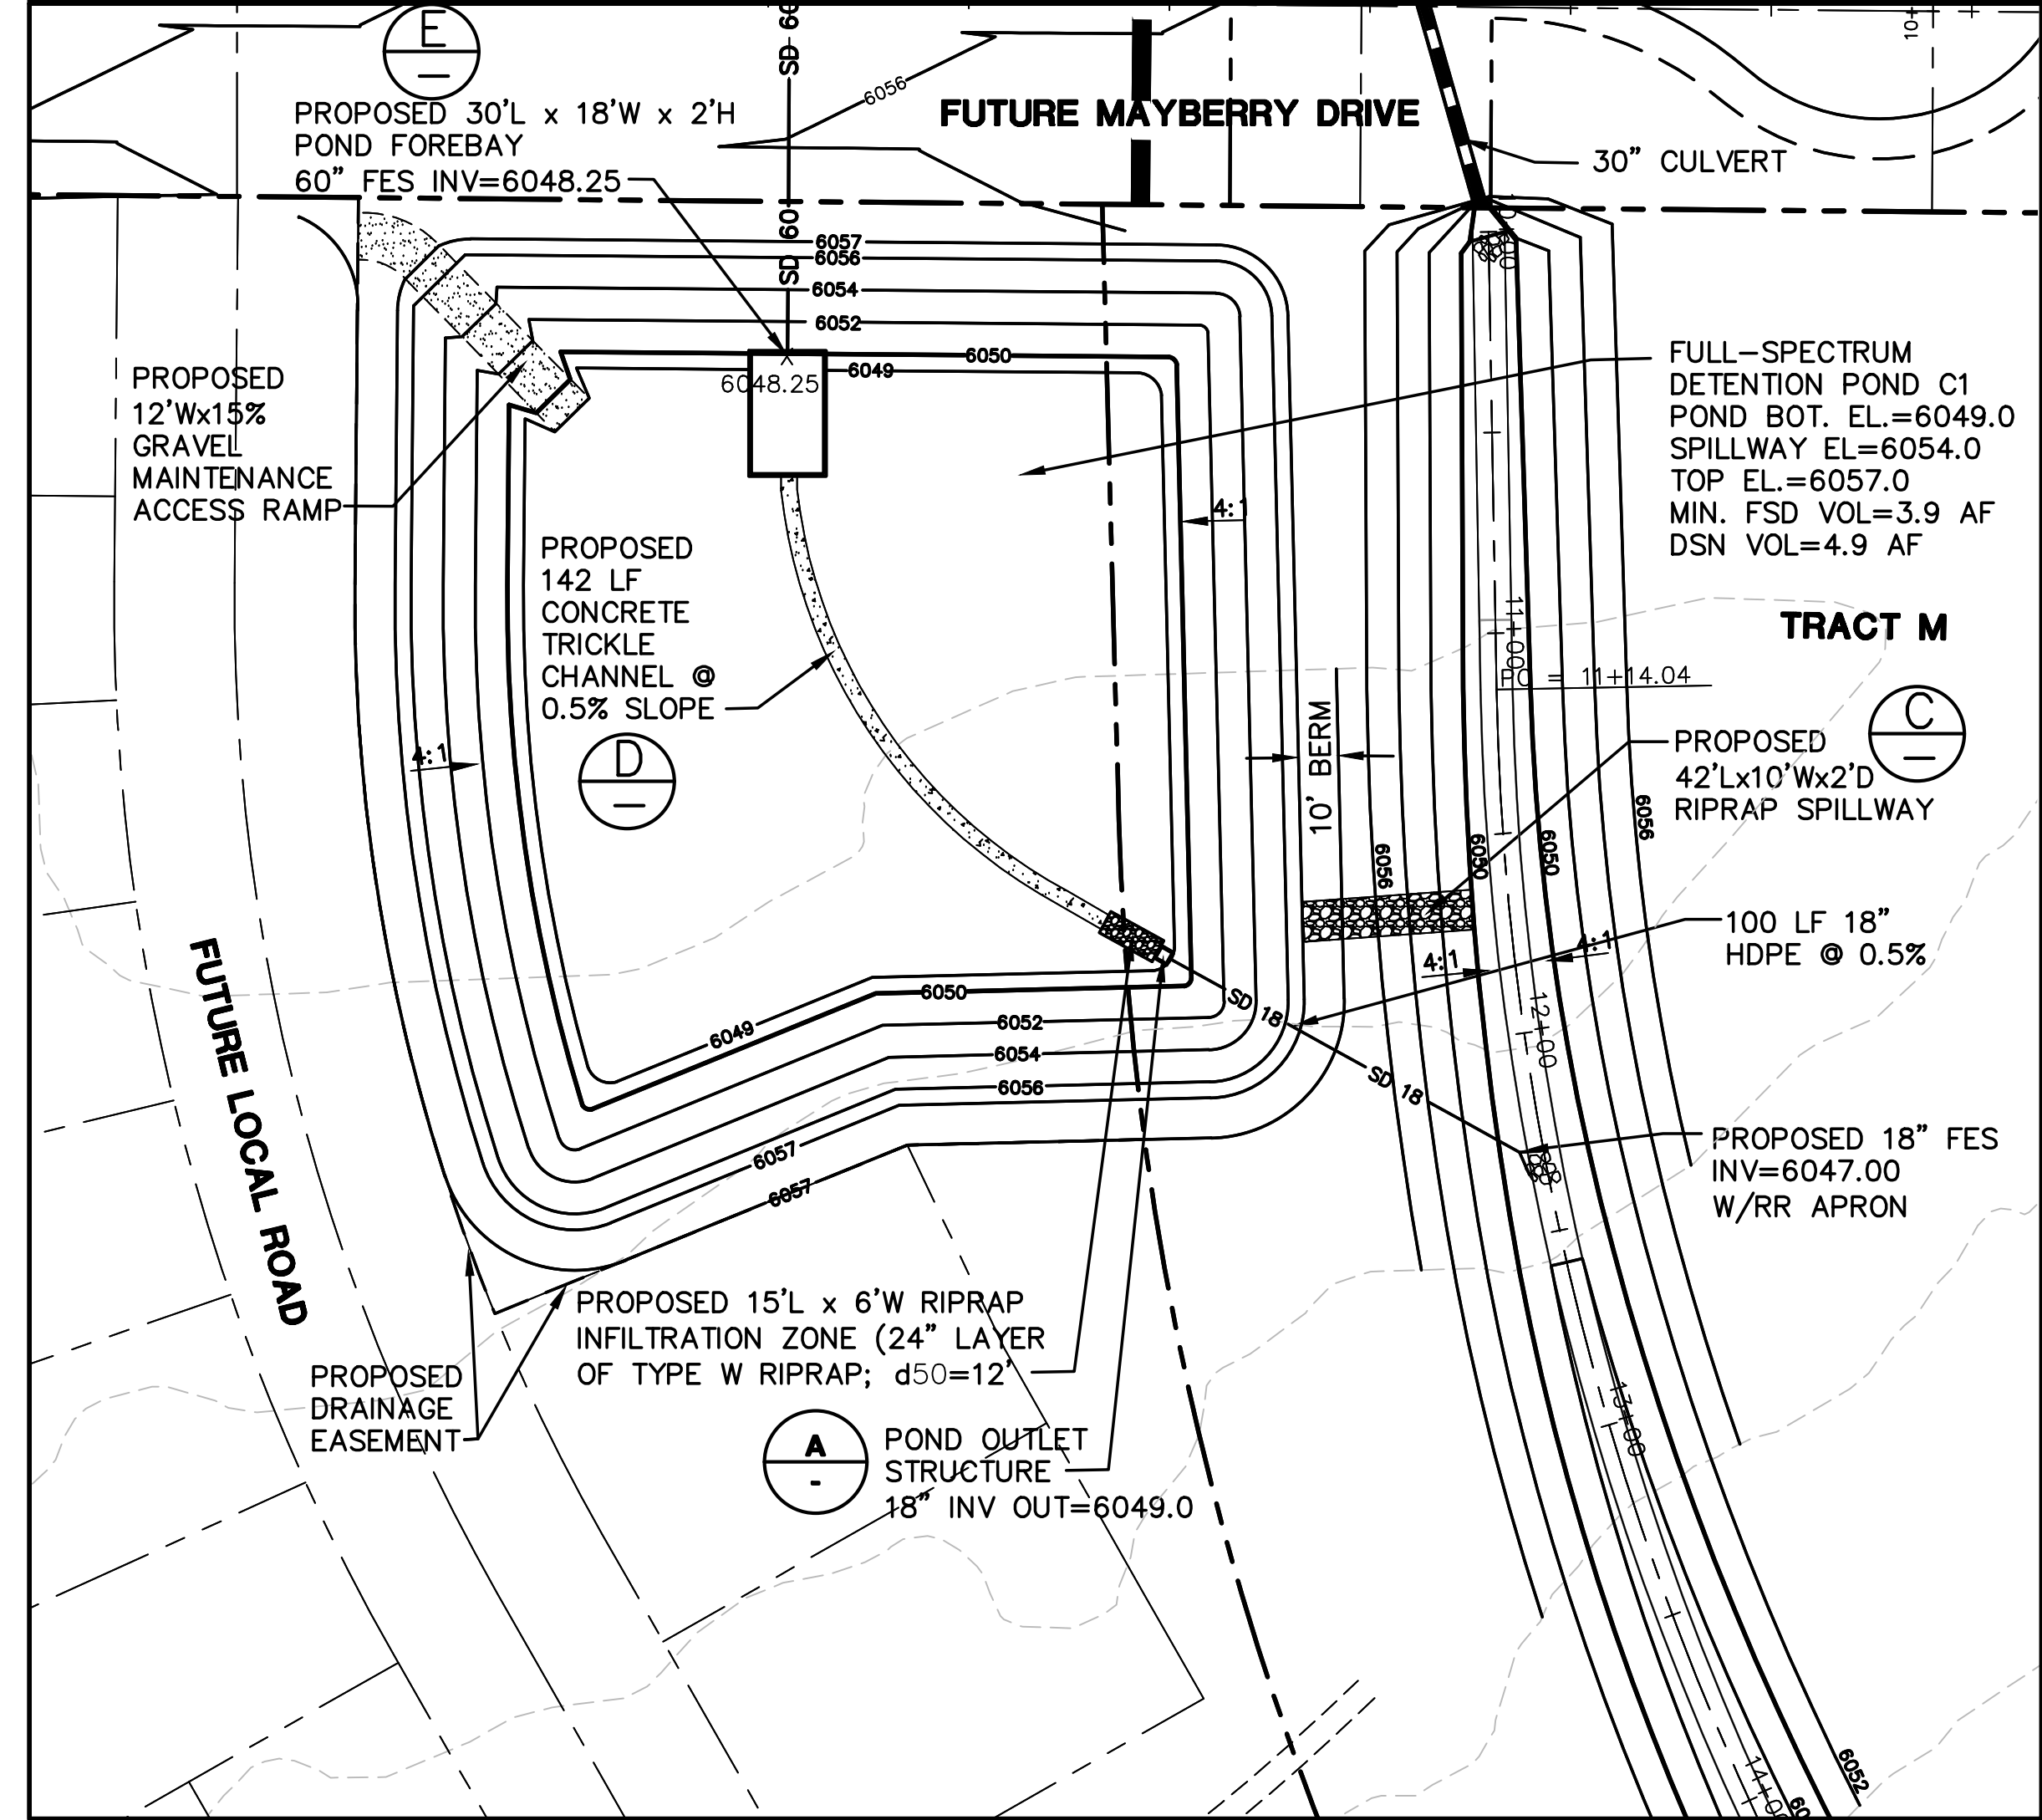 E
—
SD 60
10+
6056
PROPOSED 30'L x 18'W x 2'H
POND FOREBAY
60" FES INV=6048.25
FUTURE MAYBERRY DRIVE
30" CULVERT
SD 60
SD
6057
6056
6054
6052
6050
6049
6048.25
PROPOSED
12'Wx15%
GRAVEL
MAINTENANCE
ACCESS RAMP
FULL-SPECTRUM
DETENTION POND C1
POND BOT. EL.=6049.0
SPILLWAY EL=6054.0
TOP EL.=6057.0
MIN. FSD VOL=3.9 AF
DSN VOL=4.9 AF
4:1
PROPOSED
142 LF
CONCRETE
TRICKLE
CHANNEL @
0.5% SLOPE
D
—
4:1
TRACT M
11+00
PC = 11+14.04
C
—
10' BERM
PROPOSED
42'Lx10'Wx2'D
RIPRAP SPILLWAY
6056
6050
6050
6056
100 LF 18"
HDPE @ 0.5%
4:1
4:1
FUTURE LOCAL ROAD
6049
6050
6052
6054
6056
6057
6057
SD 18
SD 18
12+00
PROPOSED 18" FES
INV=6047.00
W/RR APRON
PROPOSED 15'L x 6'W RIPRAP
INFILTRATION ZONE (24" LAYER
OF TYPE W RIPRAP; d50=12'
PROPOSED
DRAINAGE
EASEMENT
A
-
POND OUTLET
STRUCTURE
18" INV OUT=6049.0
13+00
14+00
6052